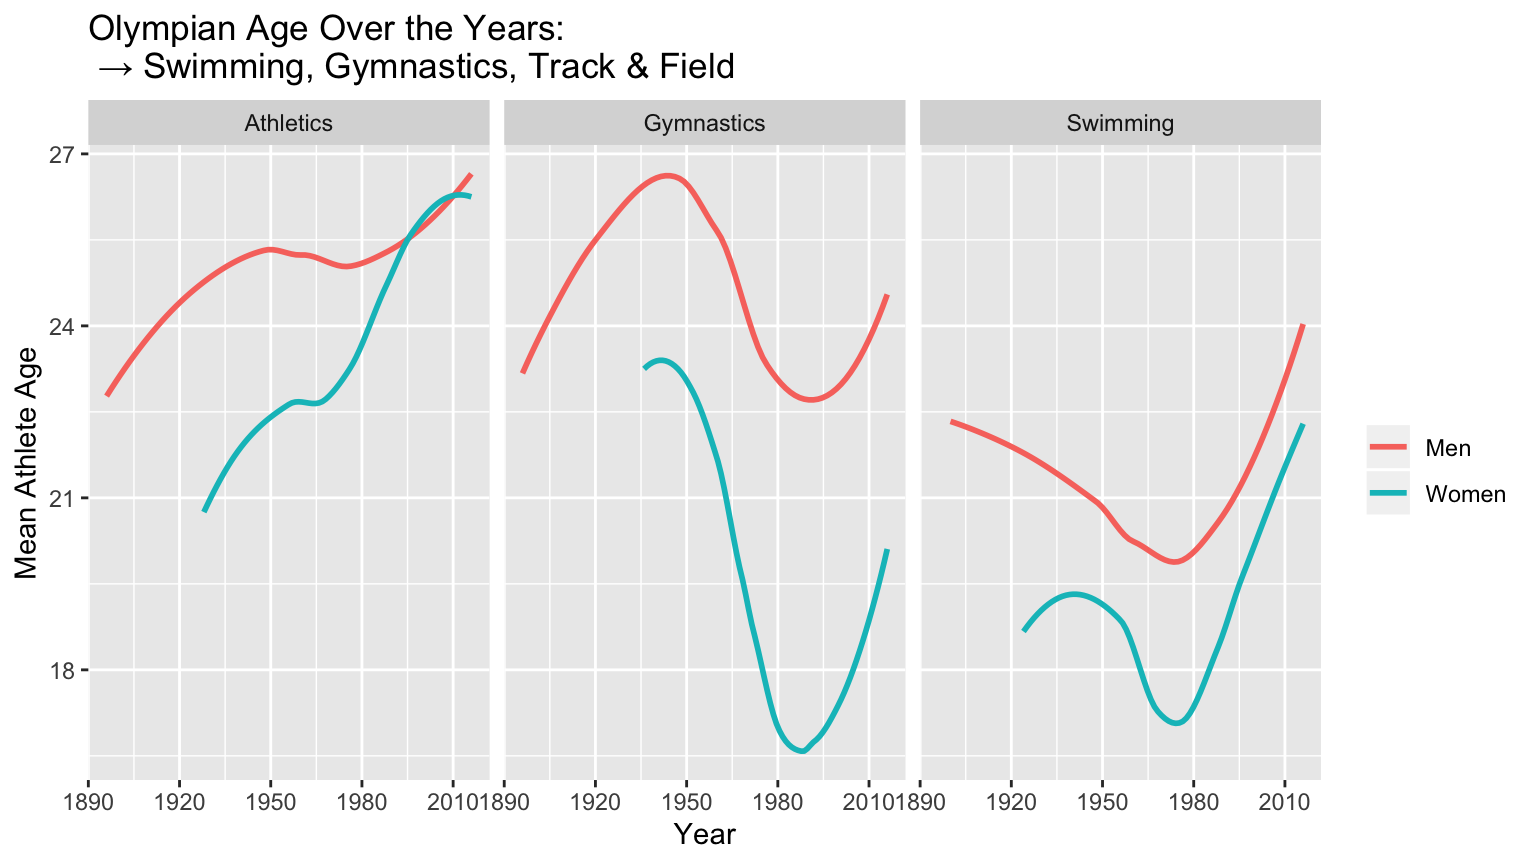 Olympian Age Over the Years:
→ Swimming, Gymnastics, Track & Field
Athletics
Gymnastics
Swimming
Mean Athlete Age
27
24
21
18
1890 1920 1950 1980 2010
1890 1920 1950 1980 2010
1890 1920 1950 1980 2010
Year
Men
Women